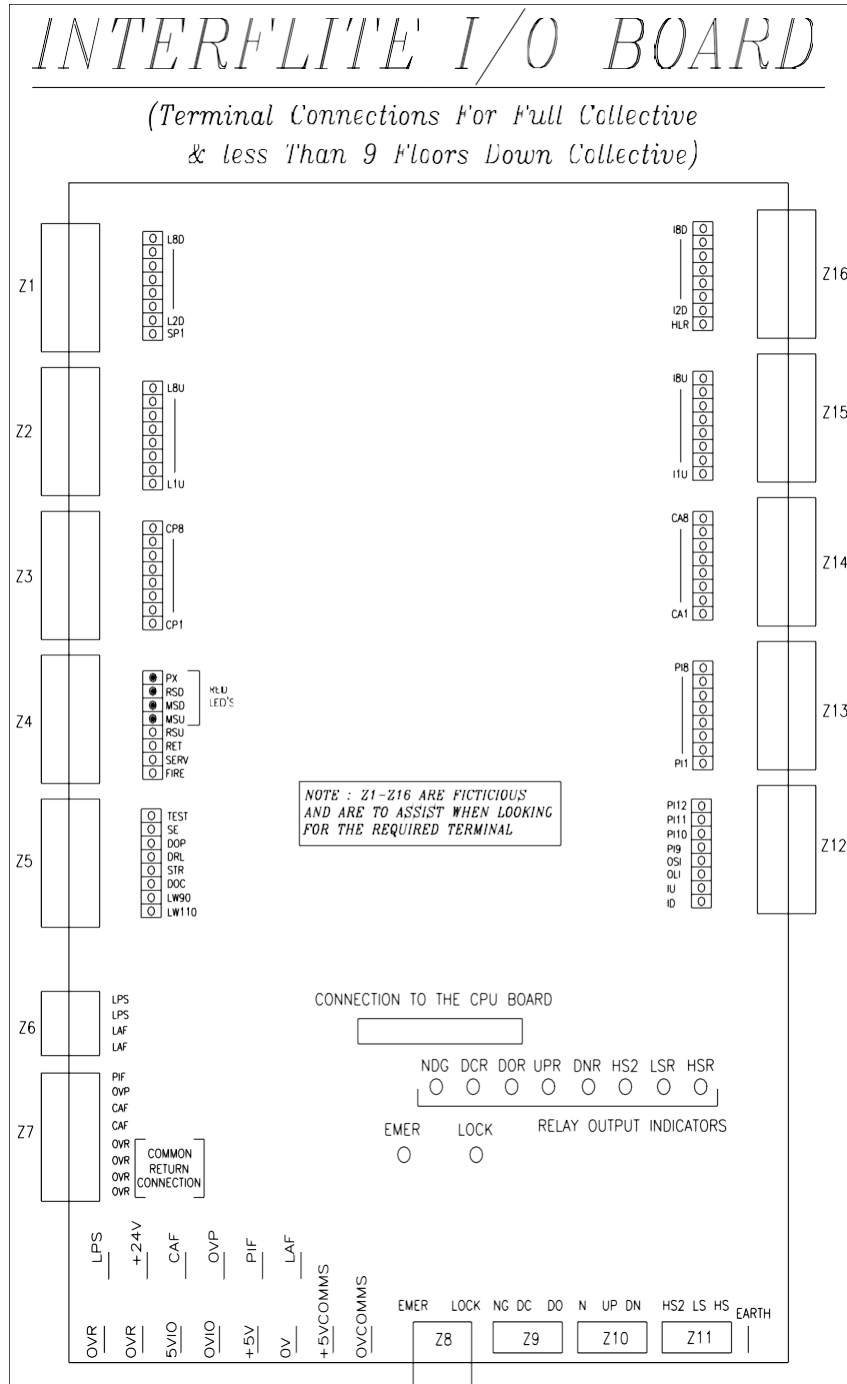 INTERFLITE I/O BOARD
(Terminal Connections For Full Collective
& less Than 9 Floors Down Collective)
Z1
L8D
L2D
SP1
Z2
L8U
L1U
Z3
CP8
CP1
Z4
PX
RSD
MSD
MSU
RED
LED'S
RSU
RET
SERV
FIRE
Z5
TEST
SE
DOP
DRL
STR
DOC
LW90
LW110
Z6
LPS
LPS
LAF
LAF
Z7
PIF
OVP
CAF
CAF
OVR
OVR
OVR
OVR
COMMON
RETURN
CONNECTION
I8D
I2D
HLR
Z16
I8U
I1U
Z15
CA8
CA1
Z14
PI8
PI1
Z13
PI12
PI11
PI10
PI9
OSI
OLI
IU
ID
Z12
NOTE : Z1-Z16 ARE FICTICIOUS
AND ARE TO ASSIST WHEN LOOKING
FOR THE REQUIRED TERMINAL
CONNECTION TO THE CPU BOARD
NDG DCR DOR UPR DNR HS2 LSR HSR
RELAY OUTPUT INDICATORS
EMER LOCK
LPS
+24V
CAF
OVP
PIF
LAF
OVR
OVR
5VIO
OVIO
+5V
OV
+5VCOMMS
OVCOMMS
EMER LOCK NG DC DO N UP DN HS2 LS HS EARTH
Z8 Z9 Z10 Z11